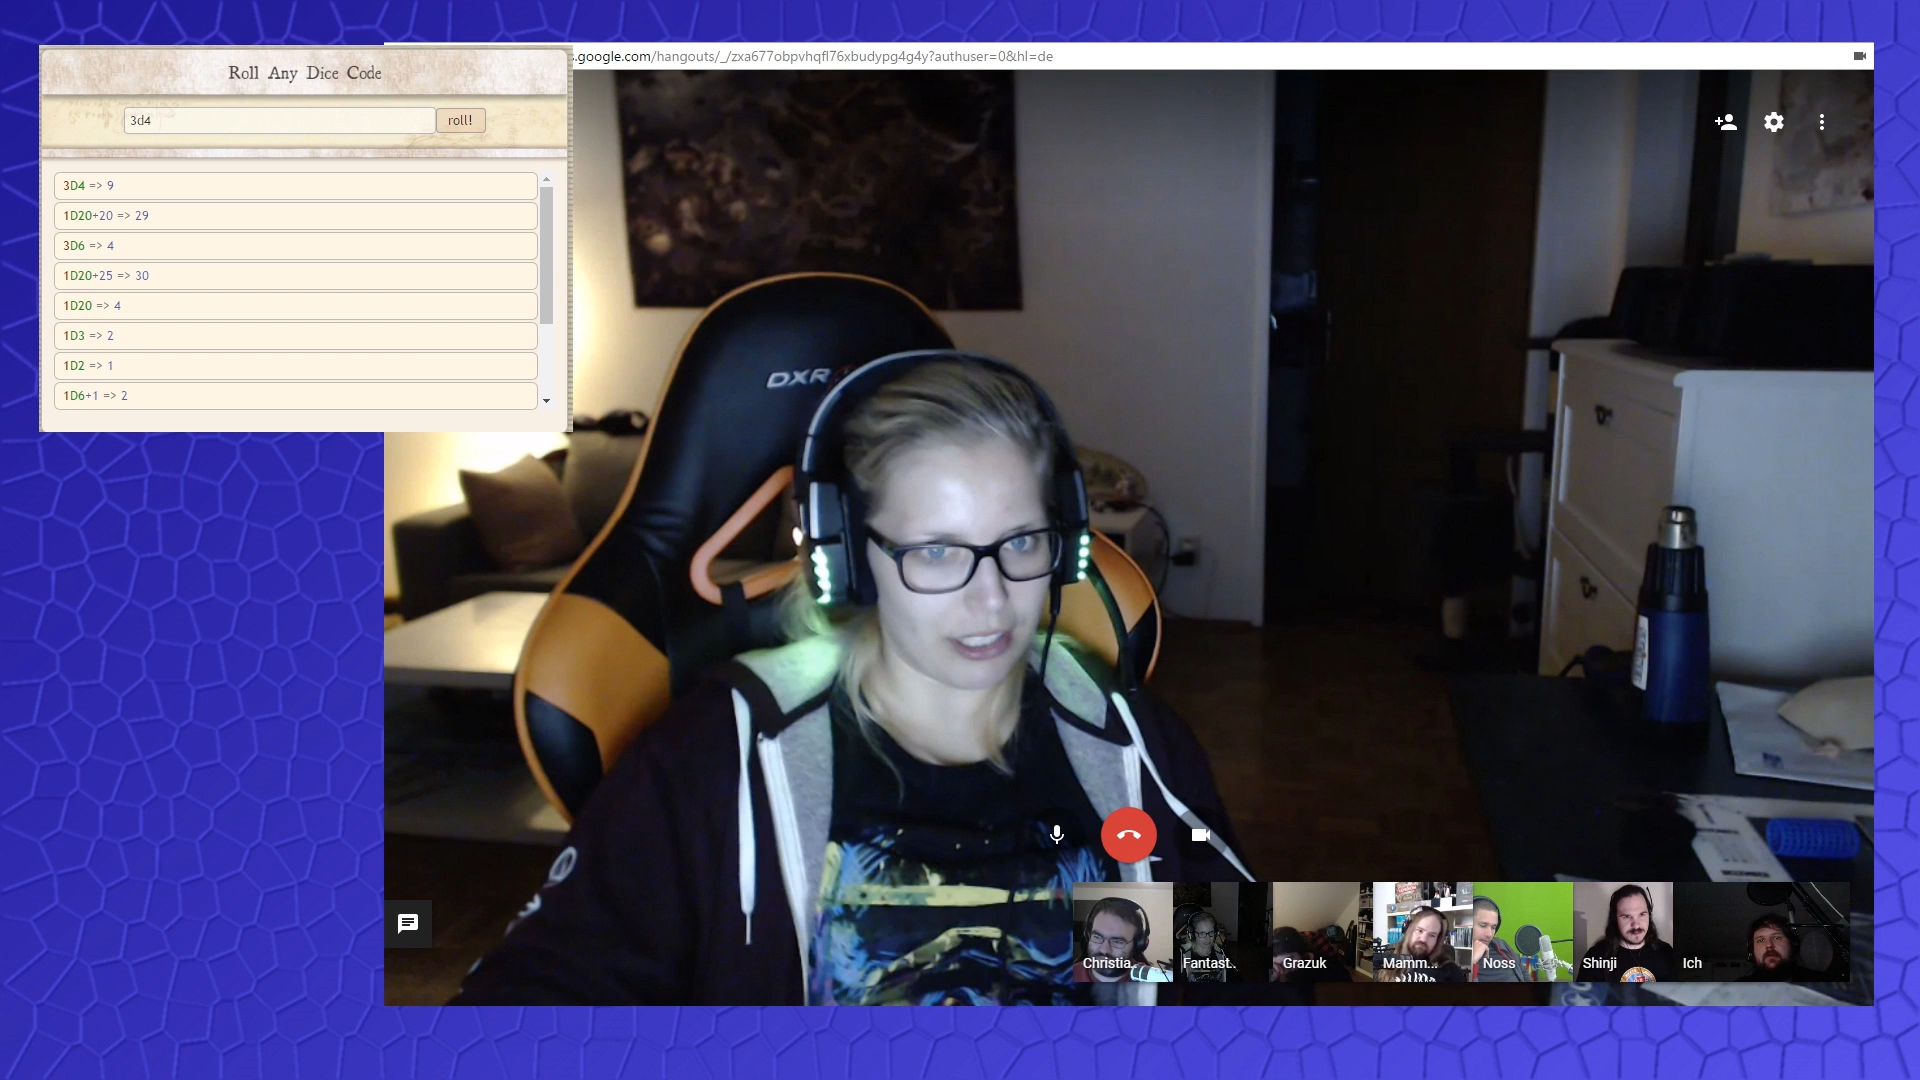 Roll Any Dice Code
3d4
roll!
3D4 => 9
1D20+20 => 29
3D6 => 4
1D20+25 => 30
1D20 => 4
1D3 => 2
1D2 => 1
1D6+1 => 2
s.google.com/hangouts/_/zxa677obpvhqfl76xbudypg4g4y?authuser=0&hl=de
DXR
Christia..
Fantast..
Grazuk
Mamm...
Noss
Shinji
Ich